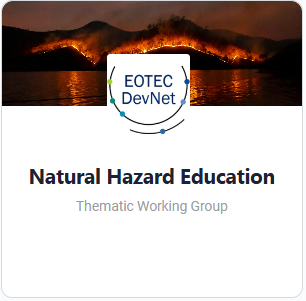 EOTEC
DevNet
Natural Hazard Education
Thematic Working Group